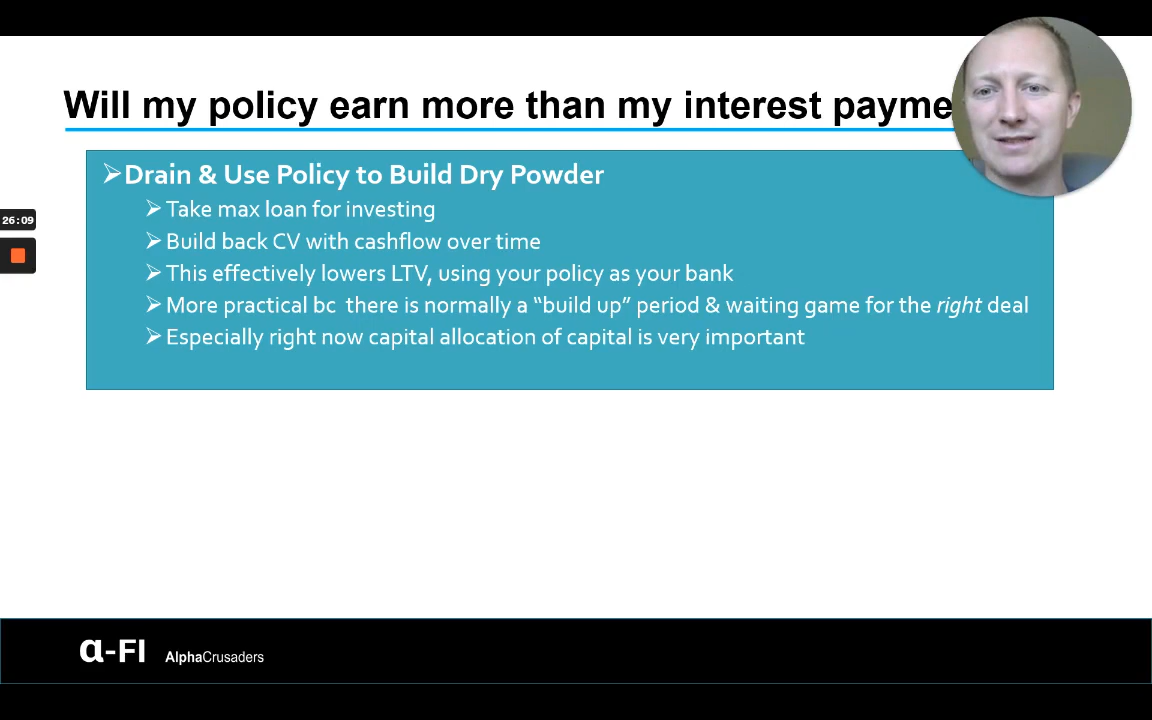 Will my policy earn more than my interest
➢Drain & Use Policy to Build Dry Powder
➢Take max loan for investing
26:09
➢Build back CV with cashflow over time
➢This effectively lowers LTV, using your policy as your bank
➢More practical bc there is normally a “build up” period & waiting game for the right deal
➢Especially right now capital allocation of capital is very important
α-FI AlphaCrusaders